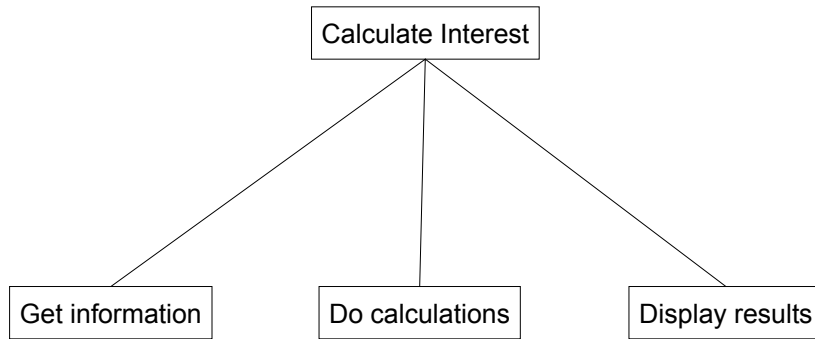 Calculate Interest
Get information
Do calculations
Display results